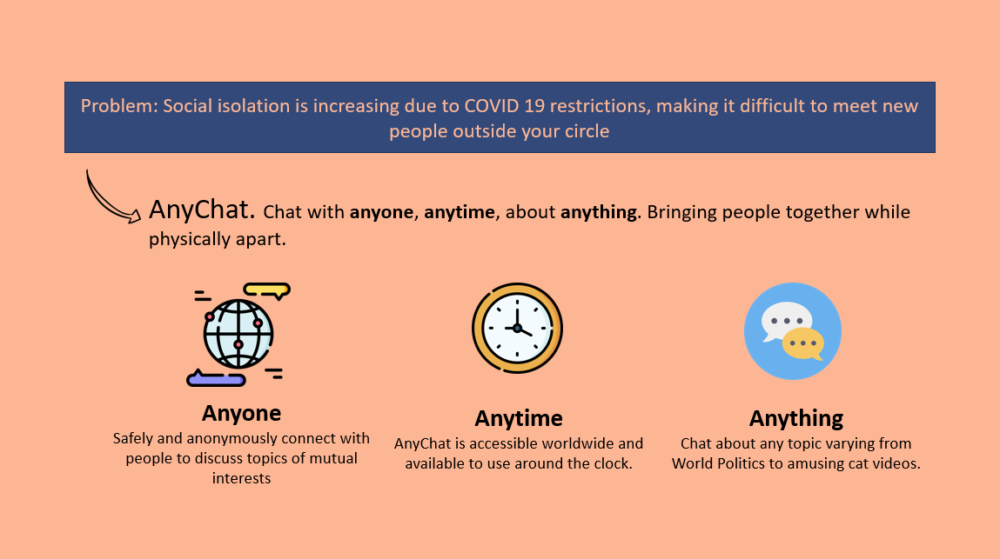 Problem: Social isolation is increasing due to COVID 19 restrictions, making it difficult to meet new
people outside your circle
AnyChat. Chat with anyone, anytime, about anything. Bringing people together while
physically apart.
Anyone
Safely and anonymously connect with
people to discuss topics of mutual
interests
Anytime
AnyChat is accessible worldwide and
available to use around the clock.
Anything
Chat about any topic varying from
World Politics to amusing cat videos.